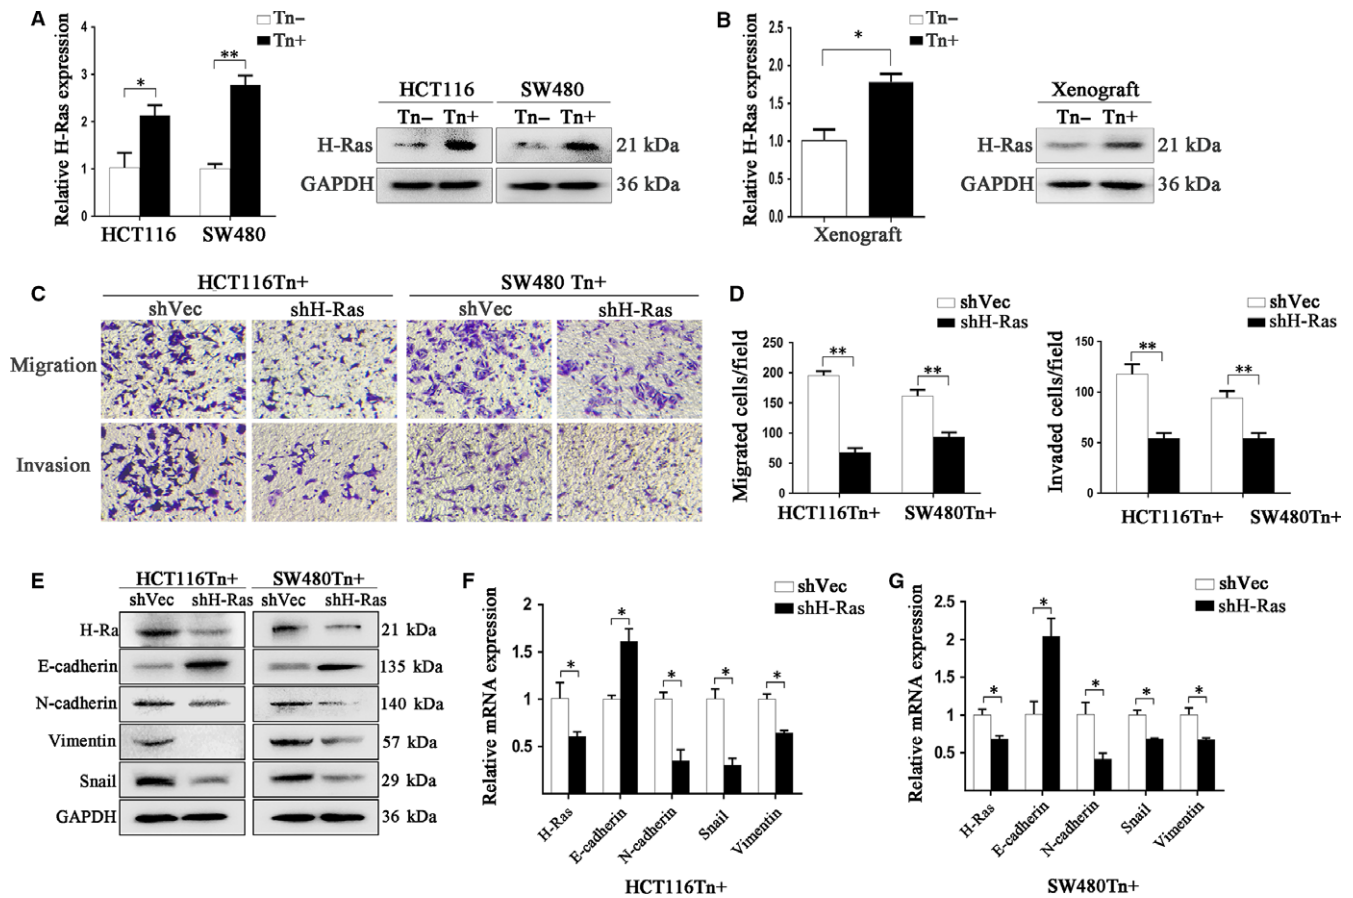 A
Relative H-Ras expression
4
3
2
1
0
Tn−
Tn+
*
**
HCT116 SW480
HCT116 SW480
Tn− Tn+ Tn− Tn+
H-Ras 21 kDa
GAPDH 36 kDa
B
Relative H-Ras expression
2.5
2.0
1.5
1.0
0.5
0.0
Tn−
Tn+
*
Xenograft
Xenograft
Tn− Tn+
H-Ras 21 kDa
GAPDH 36 kDa
C
HCT116Tn+ SW480 Tn+
shVec shH-Ras shVec shH-Ras
Migration
Invasion
D
shVec
shH-Ras
Migrated cells/field
250
200
150
100
50
0
** **
HCT116Tn+ SW480Tn+
shVec
shH-Ras
Invaded cells/field
150
100
50
0
** **
HCT116Tn+ SW480Tn+
E
HCT116Tn+ SW480Tn+
shVec shH-Ras shVec shH-Ras
H-Ra 21 kDa
E-cadherin 135 kDa
N-cadherin 140 kDa
Vimentin 57 kDa
Snail 29 kDa
GAPDH 36 kDa
F
shVec
shH-Ras
Relative mRNA expression
2
1.5
1
0.5
* * * * *
H-Ras E-cadherin N-cadherin Snail Vimentin
HCT116Tn+
G
shVec
shH-Ras
Relative mRNA expression
2.5
2
1.5
1
0.5
* * * * *
H-Ras E-cadherin N-cadherin Snail Vimentin
SW480Tn+